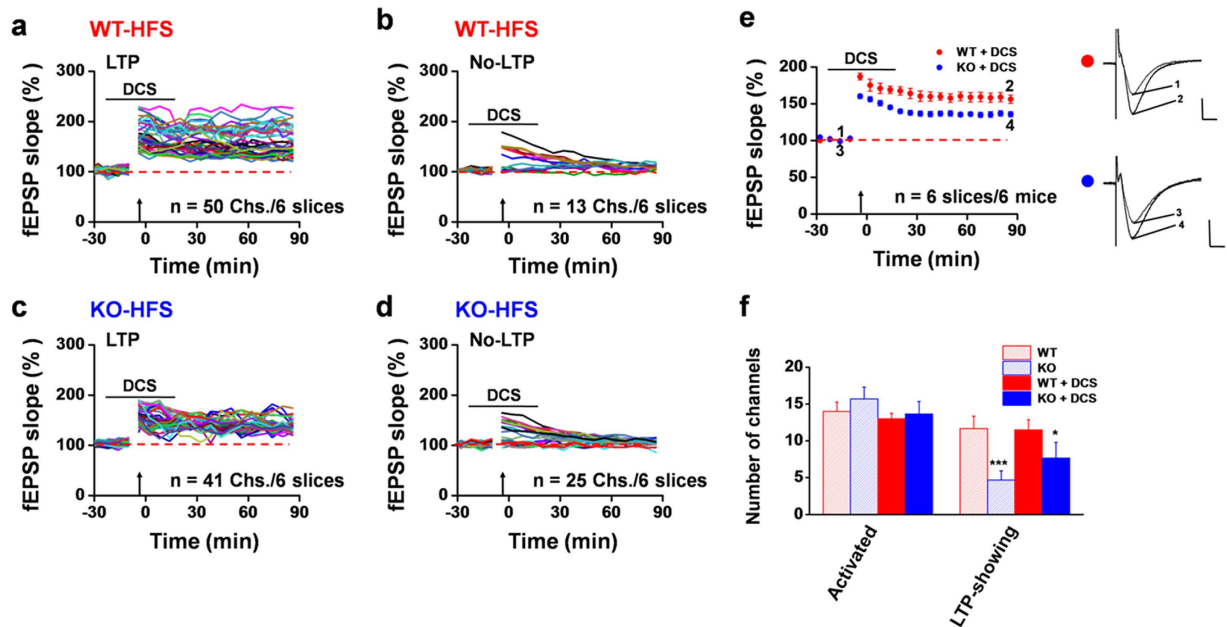 a
WT-HFS
LTP
DCS
fEPSP slope (%)
300
200
100
0
n = 50 Chs./6 slices
-30 0 30 60 90
Time (min)
b
WT-HFS
No-LTP
DCS
fEPSP slope (%)
300
200
100
0
n = 13 Chs./6 slices
-30 0 30 60 90
Time (min)
e
DCS
WT + DCS
KO + DCS
fEPSP slope (%)
200
150
100
50
0
1
3
2
4
n = 6 slices/6 mice
-30 0 30 60 90
Time (min)
1
2
3
4
c
KO-HFS
LTP
DCS
fEPSP slope (%)
300
200
100
0
n = 41 Chs./6 slices
-30 0 30 60 90
Time (min)
d
KO-HFS
No-LTP
DCS
fEPSP slope (%)
300
200
100
0
n = 25 Chs./6 slices
-30 0 30 60 90
Time (min)
f
WT
KO
WT + DCS
KO + DCS
Number of channels
20
15
10
5
0
***
*
Activated
LTP-showing